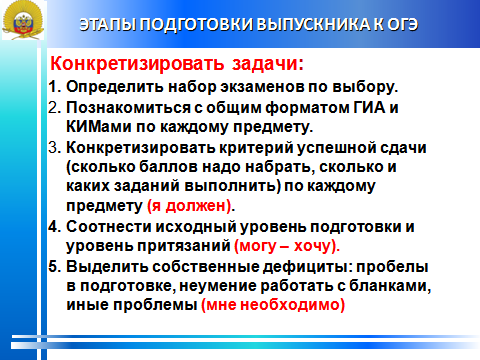 ЭТАПЫ ПОДГОТОВКИ ВЫПУСКНИКА К ОГЭ
Конкретизировать задачи:
1. Определить набор экзаменов по выбору.
2. Познакомиться с общим форматом ГИА и
КИМами по каждому предмету.
3. Конкретизировать критерий успешной сдачи
(сколько баллов надо набрать, сколько и
каких заданий выполнить) по каждому
предмету (я должен).
4. Соотнести исходный уровень подготовки и
уровень притязаний (могу – хочу).
5. Выделить собственные дефициты: пробелы
в подготовке, неумение работать с бланками,
иные проблемы (мне необходимо)